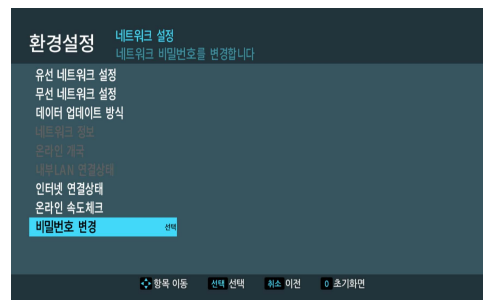 환경설정
네트워크 설정
네트워크 비밀번호를 변경합니다
유선 네트워크 설정
무선 네트워크 설정
데이터 업데이트 방식
네트워크 정보
온라인 개국
내부LAN 연결상태
인터넷 연결상태
온라인 속도체크
비밀번호 변경 선택
항목 이동 선택 선택 취소 이전 0 초기화면